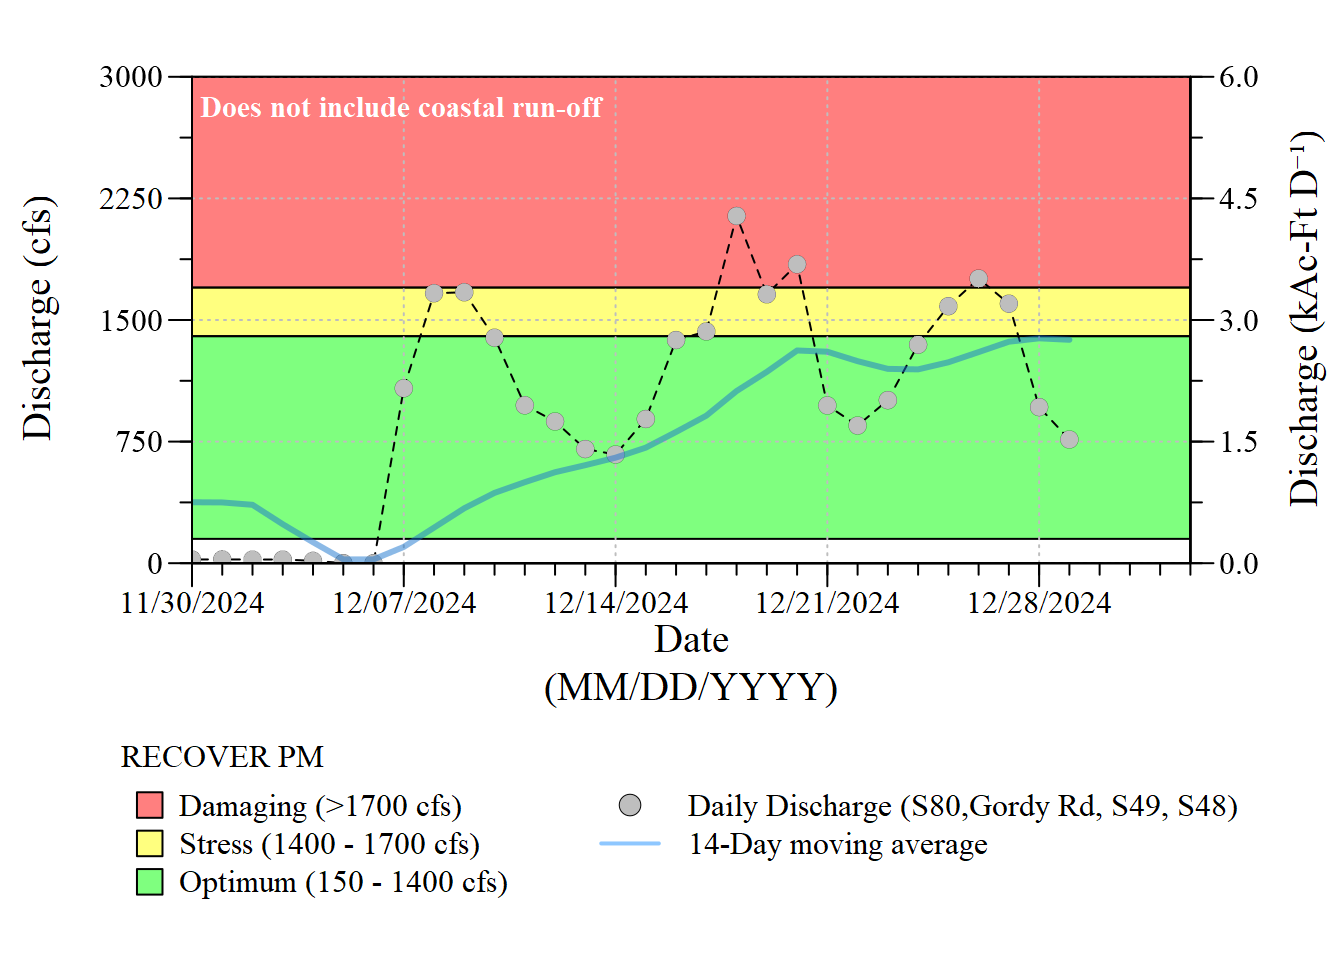 Does not include coastal run-off
3000
2250
1500
750
0
Discharge (cfs)
6.0
4.5
3.0
1.5
0.0
Discharge (kAc-Ft D⁻¹)
11/30/2024 12/07/2024 12/14/2024 12/21/2024 12/28/2024
Date
(MM/DD/YYYY)
RECOVER PM
Damaging (>1700 cfs)
Stress (1400 - 1700 cfs)
Optimum (150 - 1400 cfs)
Daily Discharge (S80,Gordy Rd, S49, S48)
14-Day moving average